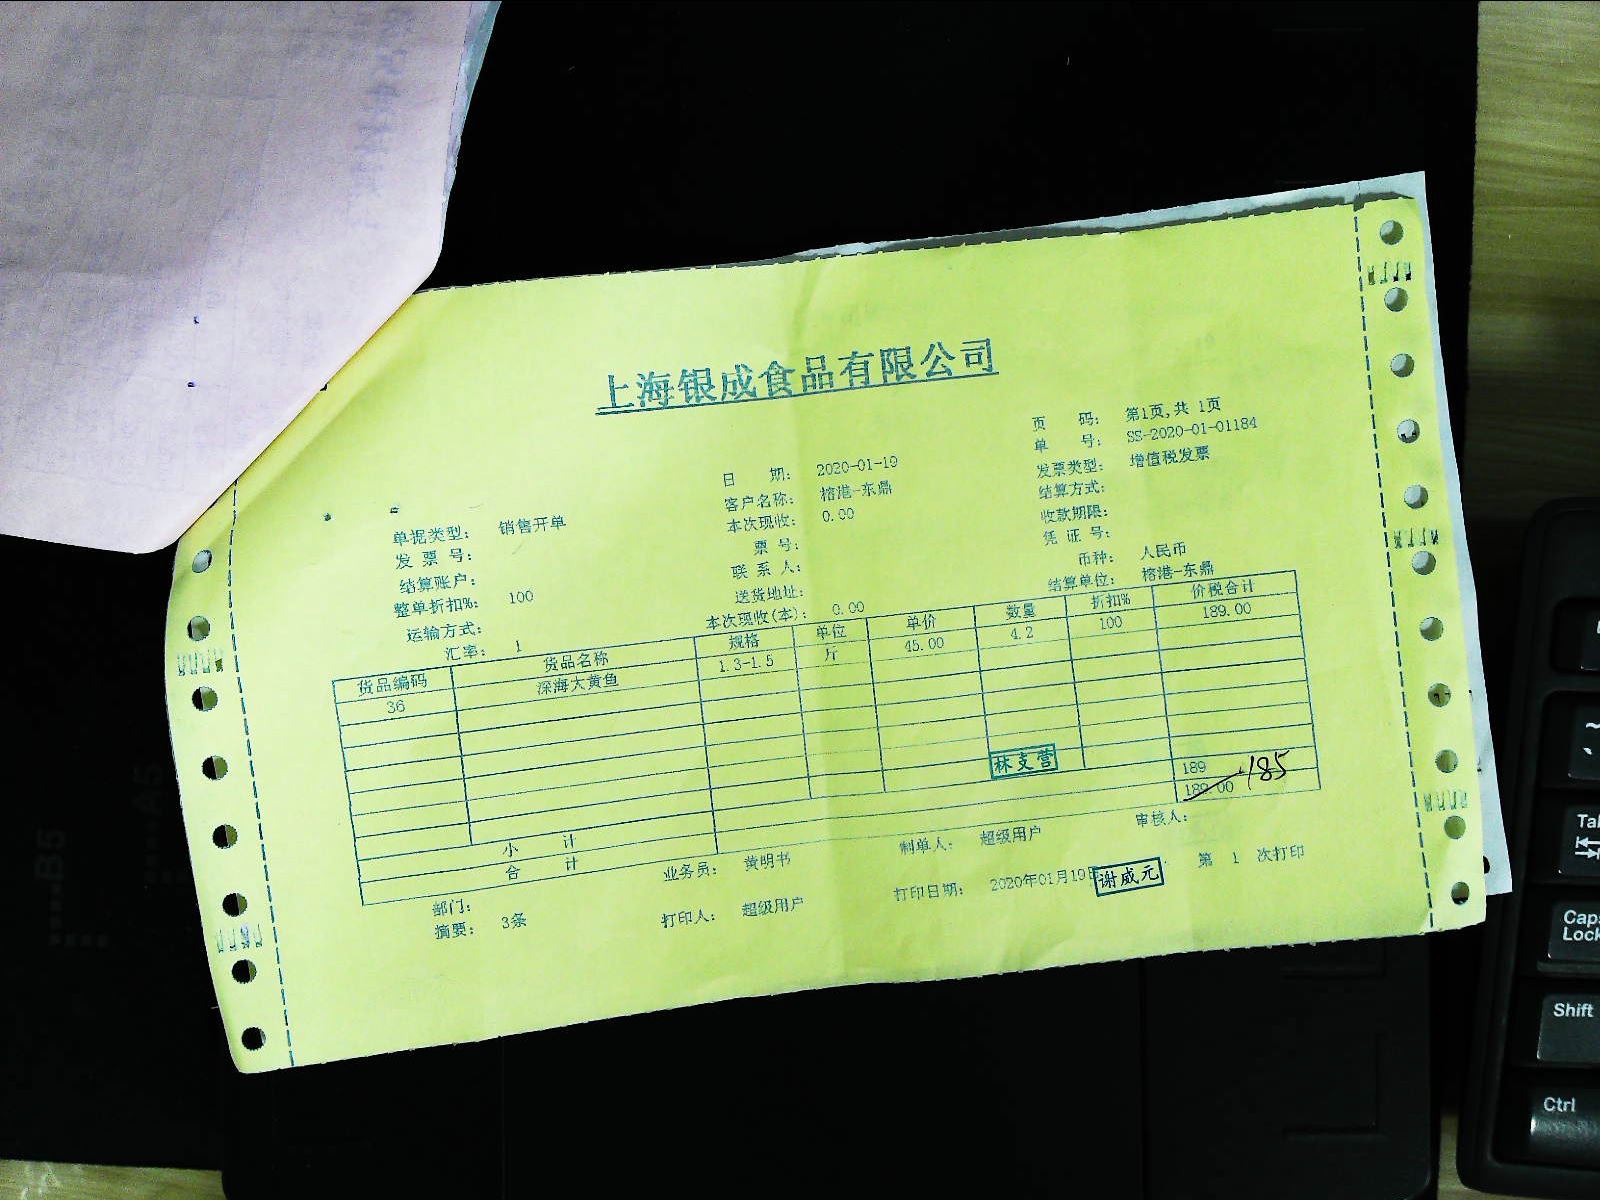 上海银成食品有限公司
页 码: 第1页,共 1页
单 号: SS-2020-01-01184
日 期: 2020-01-19
发票类型: 增值税发票
客户名称: 榕港-东鼎
结算方式:
单据类型: 销售开单
本次现收: 0.00
收款期限:
发 票 号:
票 号:
凭 证 号:
结算账户:
联 系 人:
币种: 人民币
整单折扣%: 100
送货地址:
结算单位: 榕港-东鼎
运输方式:
本次现收(本): 0.00
汇率: 1
货品编码 货品名称 规格 单位 单价 数量 折扣% 价税合计
36 深海大黄鱼 1.3-1.5 斤 45.00 4.2 100 189.00
林支营
小 计 189
合 计 189.00 185
部门: 业务员: 黄明书 制单人: 超级用户 审核人:
摘要: 3条 打印人: 超级用户 打印日期: 2020年01月19日 第 1 次打印
谢威元
B5
A5
Tab
Caps Lock
Shift
Ctrl